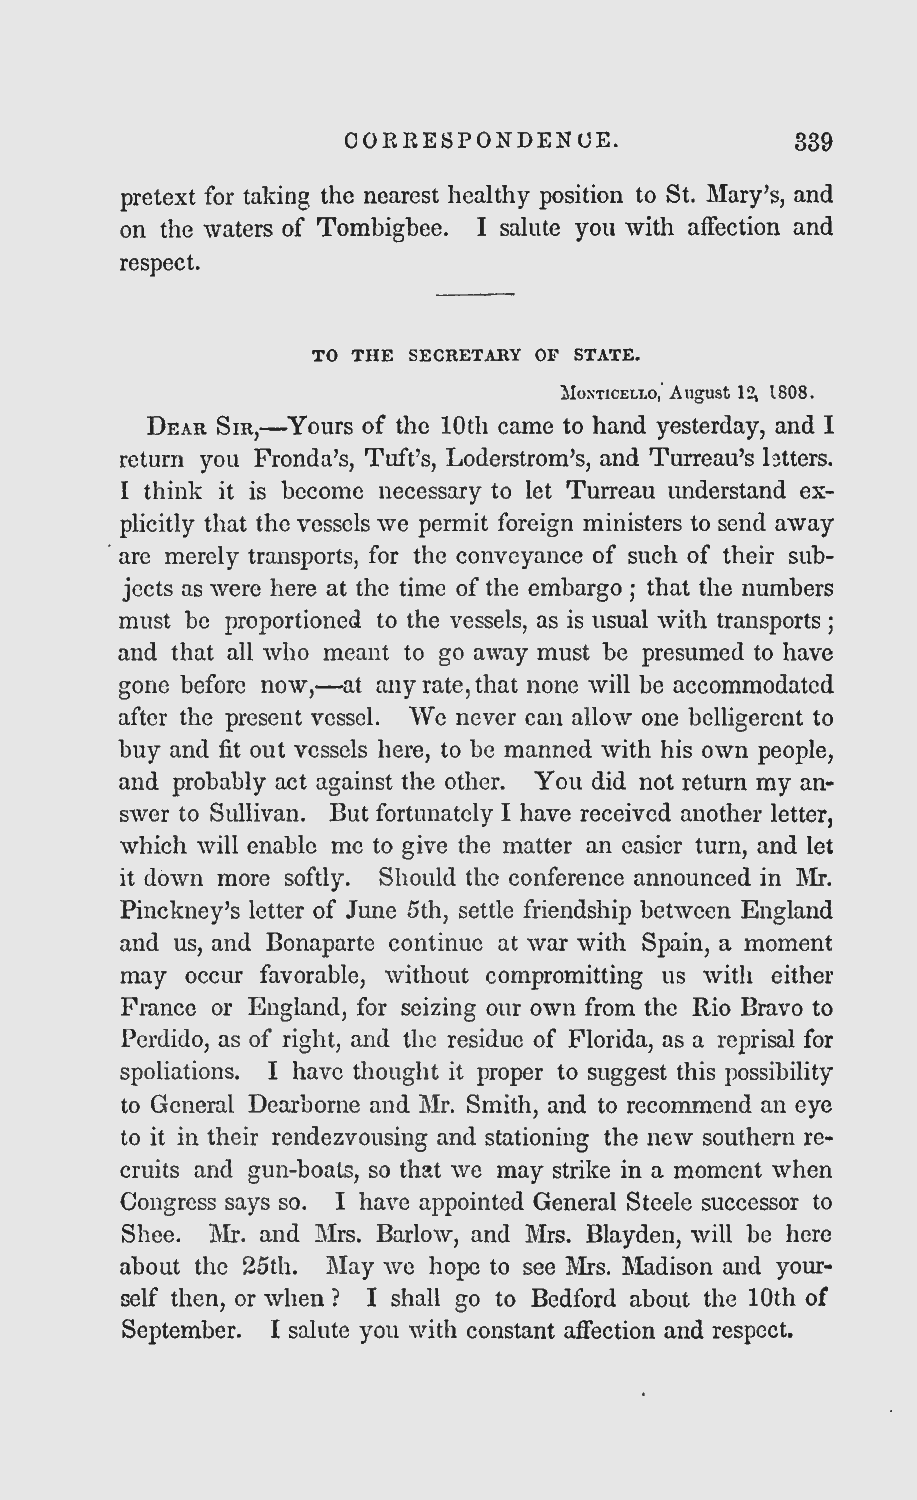 CORRESPONDENCE. 339
pretext for taking the nearest healthy position to St. Mary's, and
on the waters of Tombigbee. I salute you with affection and
respect.
TO THE SECRETARY OF STATE.
MONTICELLO, August 12, 1808.
DEAR SIR,—Yours of the 10th came to hand yesterday, and I
return you Fronda's, Tuft's, Loderstrom's, and Turreau's letters.
I think it is become necessary to let Turreau understand ex-
plicitly that the vessels we permit foreign ministers to send away
are merely transports, for the conveyance of such of their sub-
jects as were here at the time of the embargo; that the numbers
must be proportioned to the vessels, as is usual with transports;
and that all who meant to go away must be presumed to have
gone before now,—at any rate, that none will be accommodated
after the present vessel. We never can allow one belligerent to
buy and fit out vessels here, to be manned with his own people,
and probably act against the other. You did not return my an-
swer to Sullivan. But fortunately I have received another letter,
which will enable me to give the matter an easier turn, and let
it down more softly. Should the conference announced in Mr.
Pinckney's letter of June 5th, settle friendship between England
and us, and Bonaparte continue at war with Spain, a moment
may occur favorable, without compromitting us with either
France or England, for seizing our own from the Rio Bravo to
Perdido, as of right, and the residue of Florida, as a reprisal for
spoliations. I have thought it proper to suggest this possibility
to General Dearborne and Mr. Smith, and to recommend an eye
to it in their rendezvousing and stationing the new southern re-
cruits and gun-boats, so that we may strike in a moment when
Congress says so. I have appointed General Steele successor to
Shee. Mr. and Mrs. Barlow, and Mrs. Blayden, will be here
about the 25th. May we hope to see Mrs. Madison and your-
self then, or when? I shall go to Bedford about the 10th of
September. I salute you with constant affection and respect.